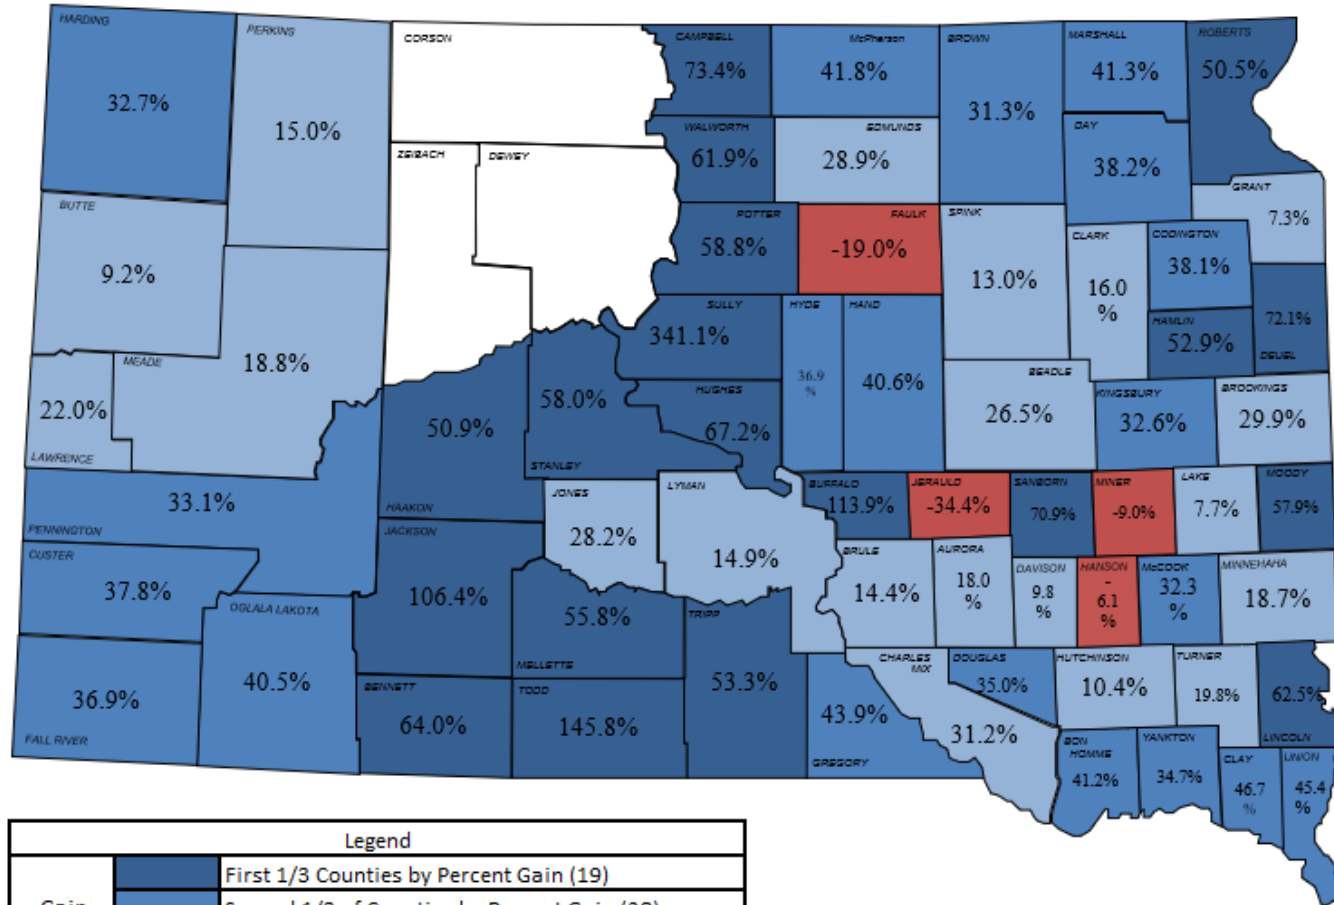 HARDING
32.7%
PERKINS
15.0%
CORSON
CAMPBELL
73.4%
McPherson
41.8%
BROWN
31.3%
MARSHALL
41.3%
ROBERTS
50.5%
WALWORTH
61.9%
EDMUNDS
28.9%
DAY
38.2%
ZEIBACH
DEWEY
BUTTE
9.2%
POTTER
58.8%
FAULK
-19.0%
SPINK
13.0%
CLARK
16.0
%
CODINGTON
38.1%
GRANT
7.3%
MEADE
18.8%
SULLY
341.1%
HYDE
36.9
%
HAND
40.6%
HAMLIN
52.9%
72.1%
DEUEL
22.0%
LAWRENCE
50.9%
HAAKON
58.0%
STANLEY
HUGHES
67.2%
BEADLE
26.5%
KINGSBURY
32.6%
BROOKINGS
29.9%
33.1%
PENNINGTON
JONES
28.2%
LYMAN
14.9%
BUFFALO
113.9%
JERAULD
-34.4%
SANBORN
70.9%
MINER
-9.0%
LAKE
7.7%
MOODY
57.9%
CUSTER
37.8%
JACKSON
106.4%
BRULE
14.4%
AURORA
18.0
%
DAVISON
9.8
%
HANSON
-
6.1
%
McCOOK
32.3
%
MINNEHAHA
18.7%
OGLALA LAKOTA
40.5%
55.8%
MELLETTE
TRIPP
53.3%
36.9%
FALL RIVER
BENNETT
64.0%
TODD
145.8%
43.9%
GREGORY
CHARLES
MIX
31.2%
DOUGLAS
35.0%
HUTCHINSON
10.4%
TURNER
19.8%
62.5%
LINCOLN
BON
HOMME
41.2%
YANKTON
34.7%
CLAY
46.7
%
UNION
45.4
%
Legend
First 1/3 Counties by Percent Gain (19)